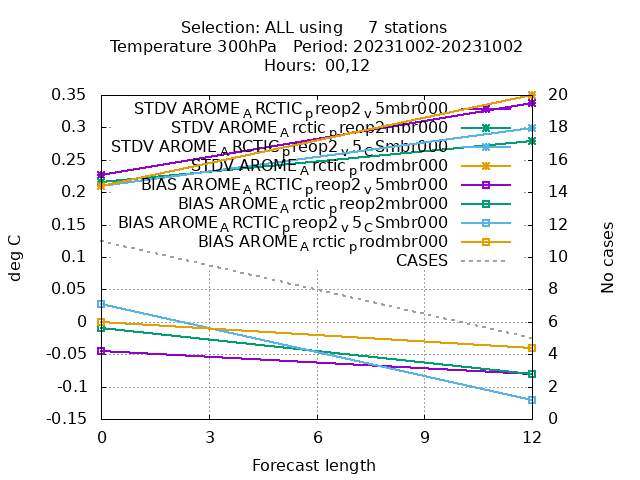 Selection: ALL using     7 stations
Temperature 300hPa   Period: 20231002-20231002
Hours:  00,12
0.35
0.3
0.25
0.2
0.15
0.1
0.05
0
-0.05
-0.1
-0.15
20
18
16
14
12
10
8
6
4
2
0
STDV AROME_ARCTIC_preop2_v5mbr000
STDV AROME_Arctic_preop2mbr000
STDV AROME_ARCTIC_preop2_v5_CSmbr000
STDV AROME_Arctic_prodmbr000
BIAS AROME_ARCTIC_preop2_v5mbr000
BIAS AROME_Arctic_preop2mbr000
BIAS AROME_ARCTIC_preop2_v5_CSmbr000
BIAS AROME_Arctic_prodmbr000
CASES
deg C
No cases
0
3
6
9
12
Forecast length